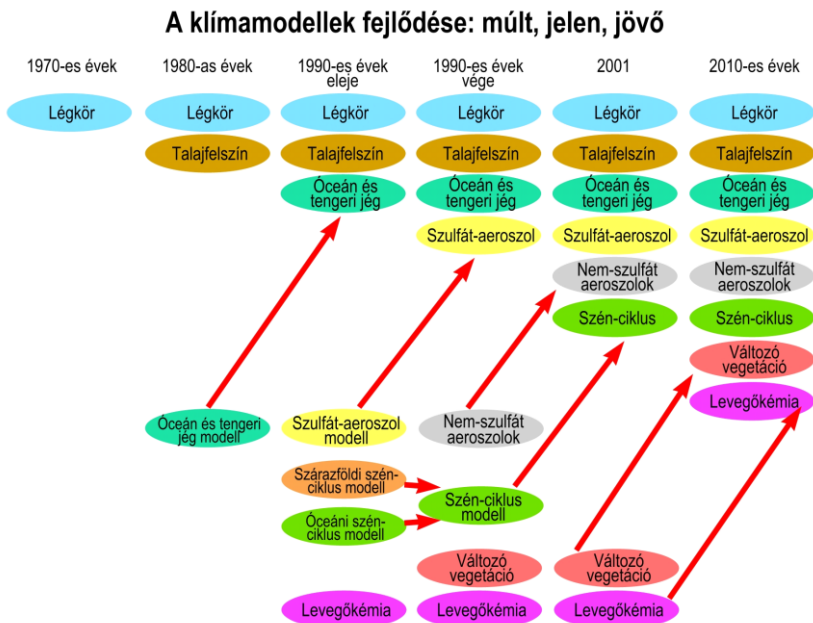 A klímamodellek fejlődése: múlt, jelen, jövő
1970-es évek
1980-as évek
1990-es évek
eleje
1990-es évek
vége
2001
2010-es évek
Légkör
Légkör
Légkör
Légkör
Légkör
Légkör
Talajfelszín
Talajfelszín
Talajfelszín
Talajfelszín
Talajfelszín
Óceán és
tengeri jég
Óceán és
tengeri jég
Óceán és
tengeri jég
Óceán és
tengeri jég
Szulfát-aeroszol
Szulfát-aeroszol
Szulfát-aeroszol
Nem-szulfát
aeroszolok
Nem-szulfát
aeroszolok
Szén-ciklus
Szén-ciklus
Változó
vegetáció
Levegőkémia
Óceán és tengeri
jég modell
Szulfát-aeroszol
modell
Nem-szulfát
aeroszolok
Szárazföldi szén-
ciklus modell
Óceáni szén-
ciklus modell
Szén-ciklus
modell
Változó
vegetáció
Változó
vegetáció
Levegőkémia
Levegőkémia
Levegőkémia